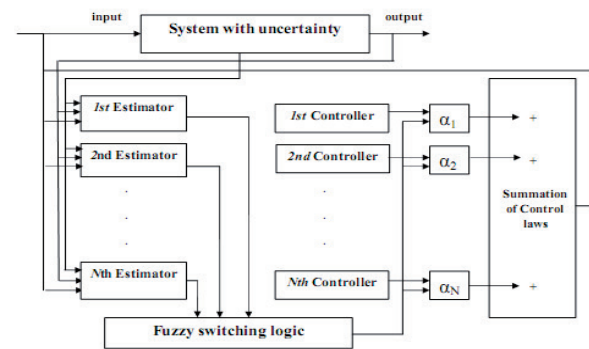 input
output
System with uncertainty
1st Estimator
1st Controller
α1
+
2nd Estimator
2nd Controller
α2
+
Summation
of Control
laws
Nth Estimator
Nth Controller
αN
+
Fuzzy switching logic